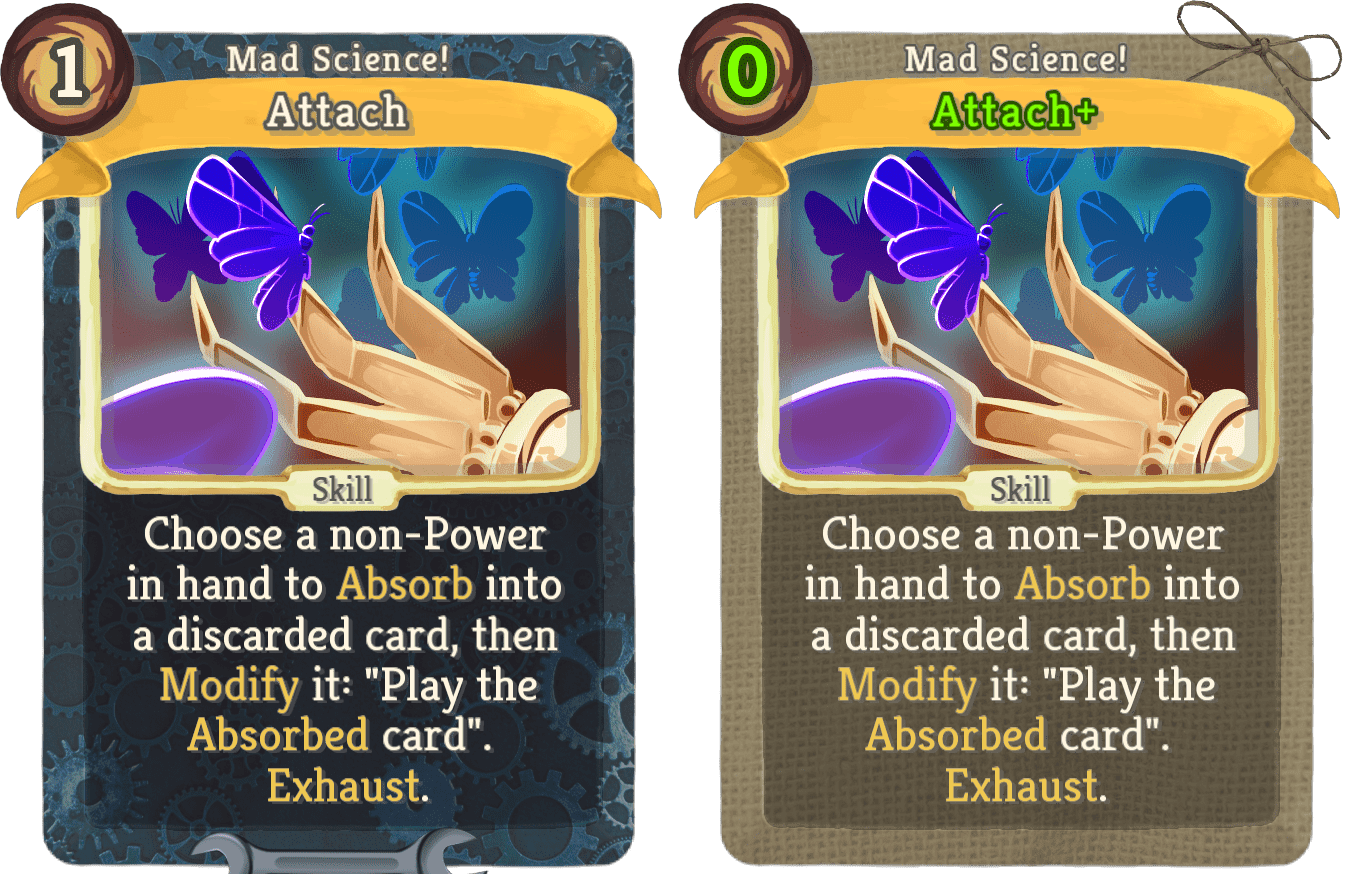 1
Mad Science!
Attach
Skill
Choose a non-Power
in hand to Absorb into
a discarded card, then
Modify it: "Play the
Absorbed card".
Exhaust.
0
Mad Science!
Attach+
Skill
Choose a non-Power
in hand to Absorb into
a discarded card, then
Modify it: "Play the
Absorbed card".
Exhaust.